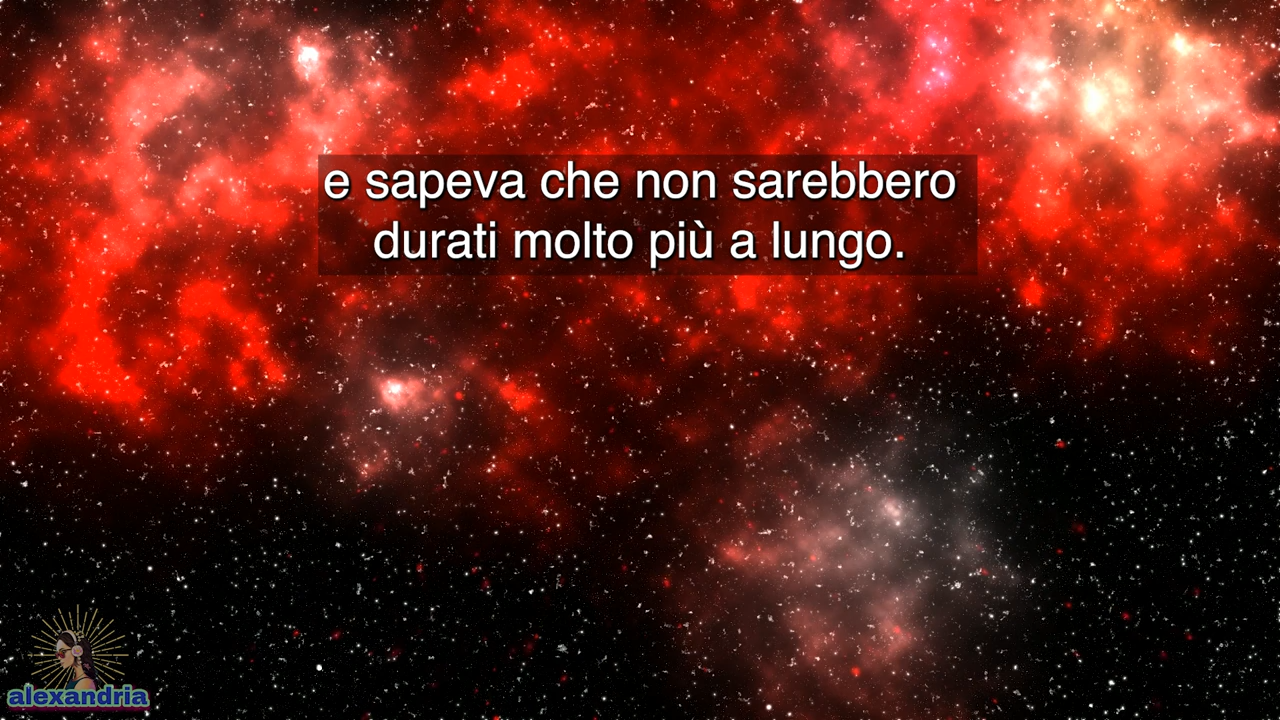 e sapeva che non sarebbero
durati molto più a lungo.
alexandria